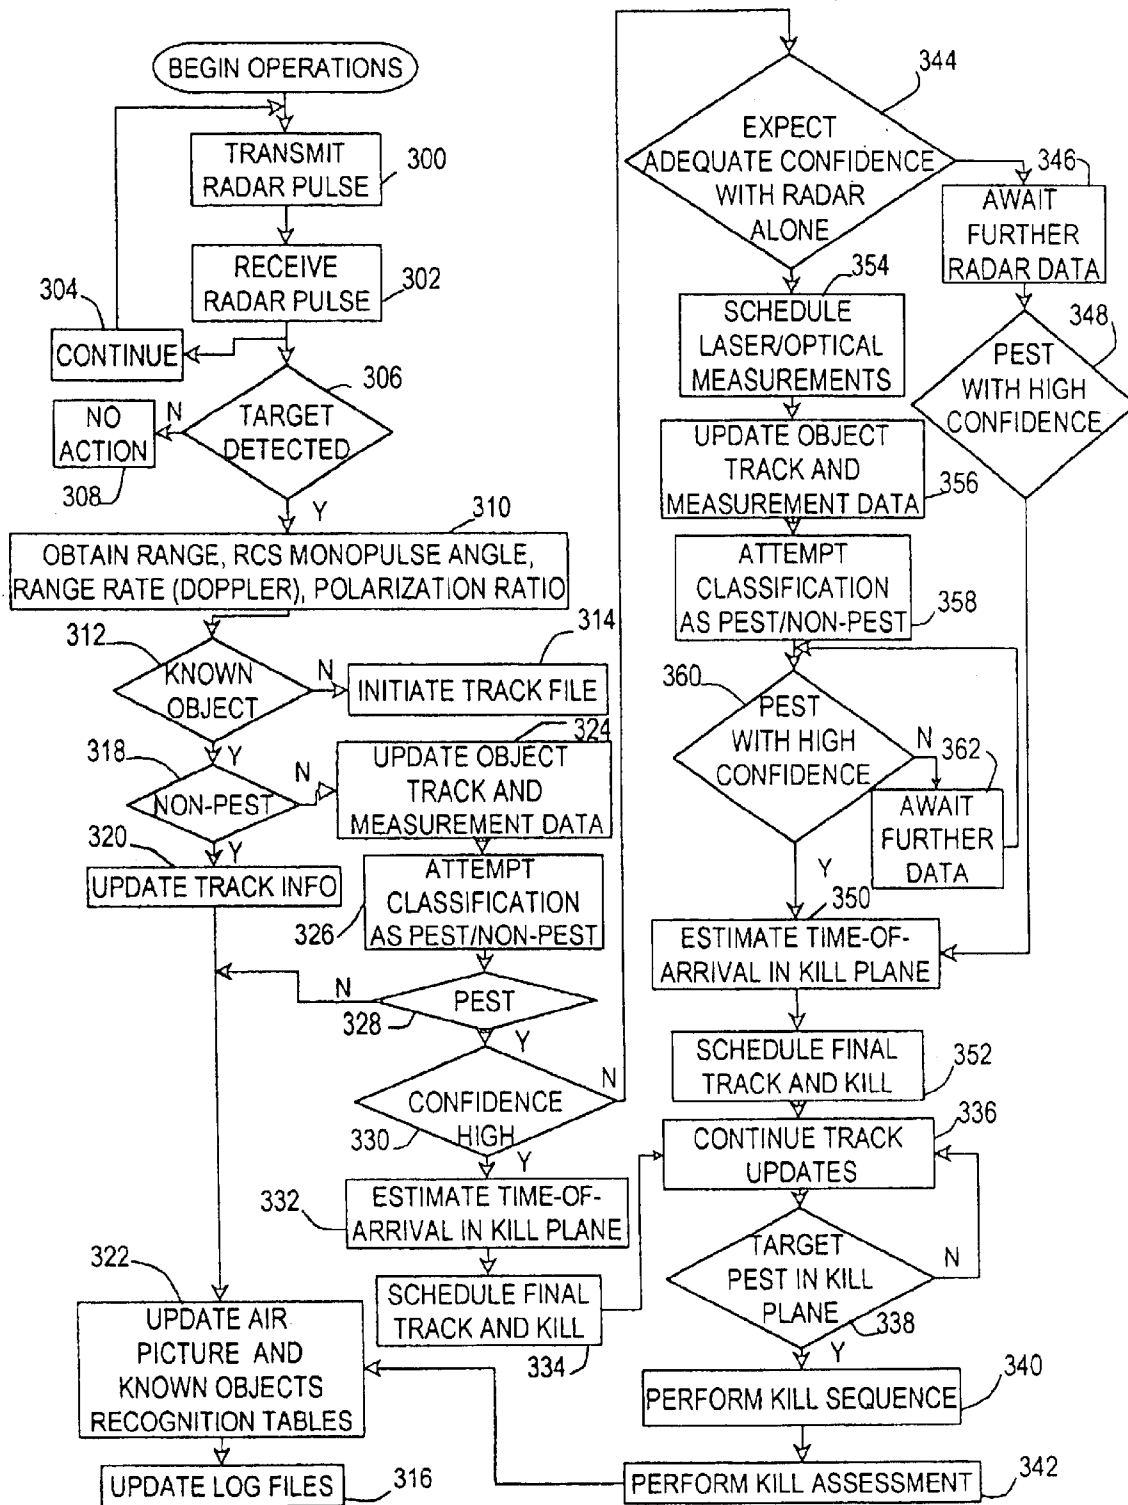 BEGIN OPERATIONS
TRANSMIT
RADAR PULSE
300
RECEIVE
RADAR PULSE
302
304
CONTINUE
306
TARGET
DETECTED
N
NO
ACTION
308
Y
310
OBTAIN RANGE, RCS MONOPULSE ANGLE,
RANGE RATE (DOPPLER), POLARIZATION RATIO
312
KNOWN
OBJECT
N
314
INITIATE TRACK FILE
Y
318
NON-PEST
N
324
UPDATE OBJECT
TRACK AND
MEASUREMENT DATA
Y
320
UPDATE TRACK INFO
ATTEMPT
CLASSIFICATION
AS PEST/NON-PEST
326
PEST
N
328
Y
CONFIDENCE
HIGH
N
330
Y
332
ESTIMATE TIME-OF-
ARRIVAL IN KILL PLANE
SCHEDULE FINAL
TRACK AND KILL
334
322
UPDATE AIR
PICTURE AND
KNOWN OBJECTS
RECOGNITION TABLES
UPDATE LOG FILES
316
344
EXPECT
ADEQUATE CONFIDENCE
WITH RADAR
ALONE
346
AWAIT
FURTHER
RADAR DATA
348
PEST
WITH HIGH
CONFIDENCE
354
SCHEDULE
LASER/OPTICAL
MEASUREMENTS
UPDATE OBJECT
TRACK AND
MEASUREMENT DATA
356
ATTEMPT
CLASSIFICATION
AS PEST/NON-PEST
358
360
PEST
WITH HIGH
CONFIDENCE
N
362
AWAIT
FURTHER
DATA
Y
350
ESTIMATE TIME-OF-
ARRIVAL IN KILL PLANE
SCHEDULE FINAL
TRACK AND KILL
352
336
CONTINUE TRACK
UPDATES
TARGET
PEST IN KILL
PLANE
N
338
Y
340
PERFORM KILL SEQUENCE
PERFORM KILL ASSESSMENT
342